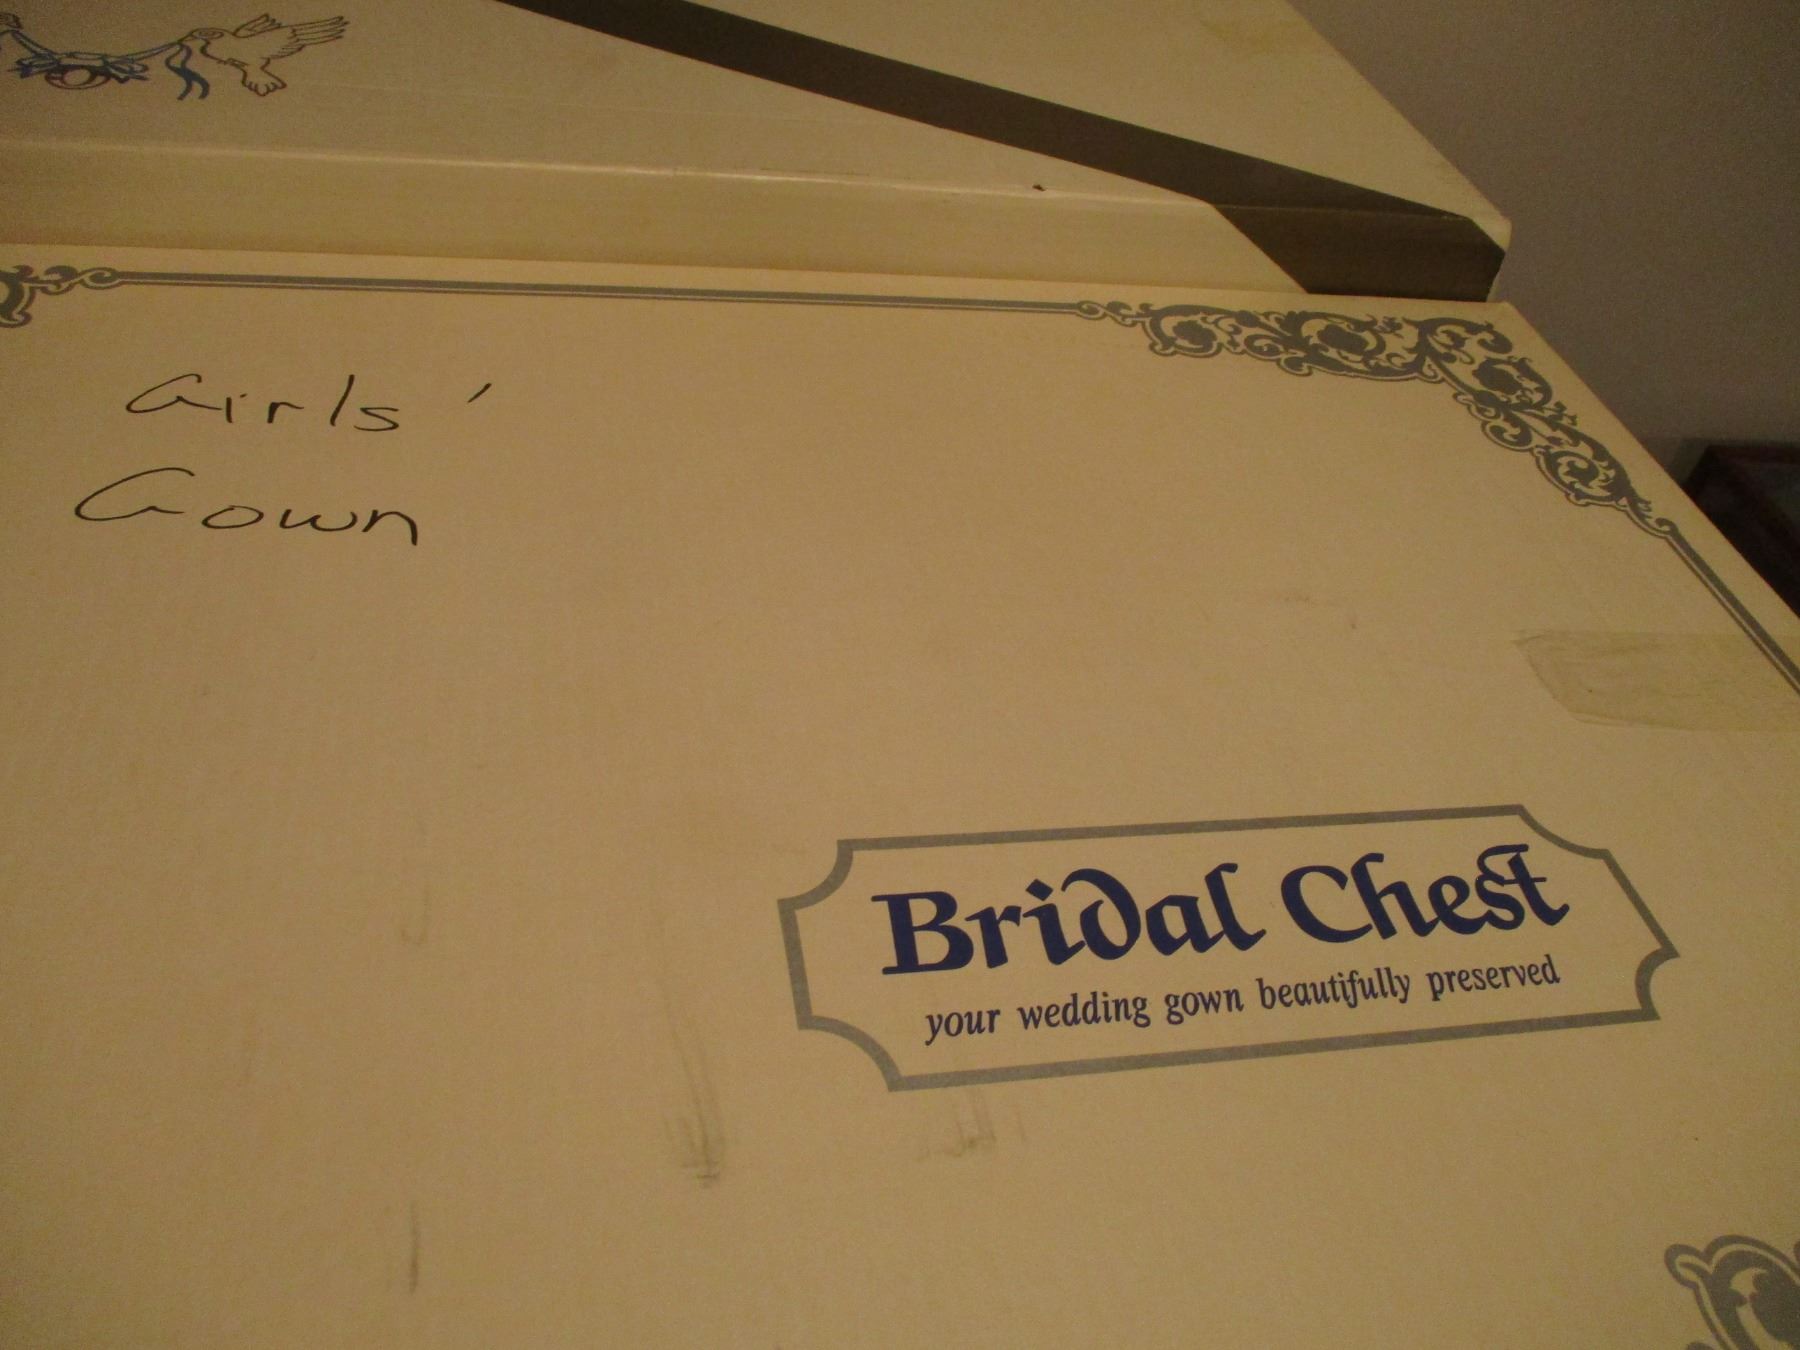 Girls'
Gown
Bridal Chest
your wedding gown beautifully preserved